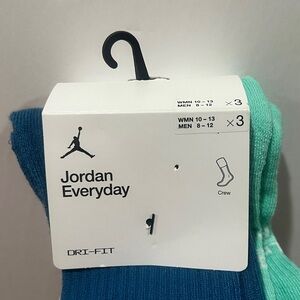 WMN 10 – 13
MEN 8 – 12
×3
WMN 10 – 13
MEN 8 – 12
×3
Jordan
Everyday
Crew
DRI-FIT